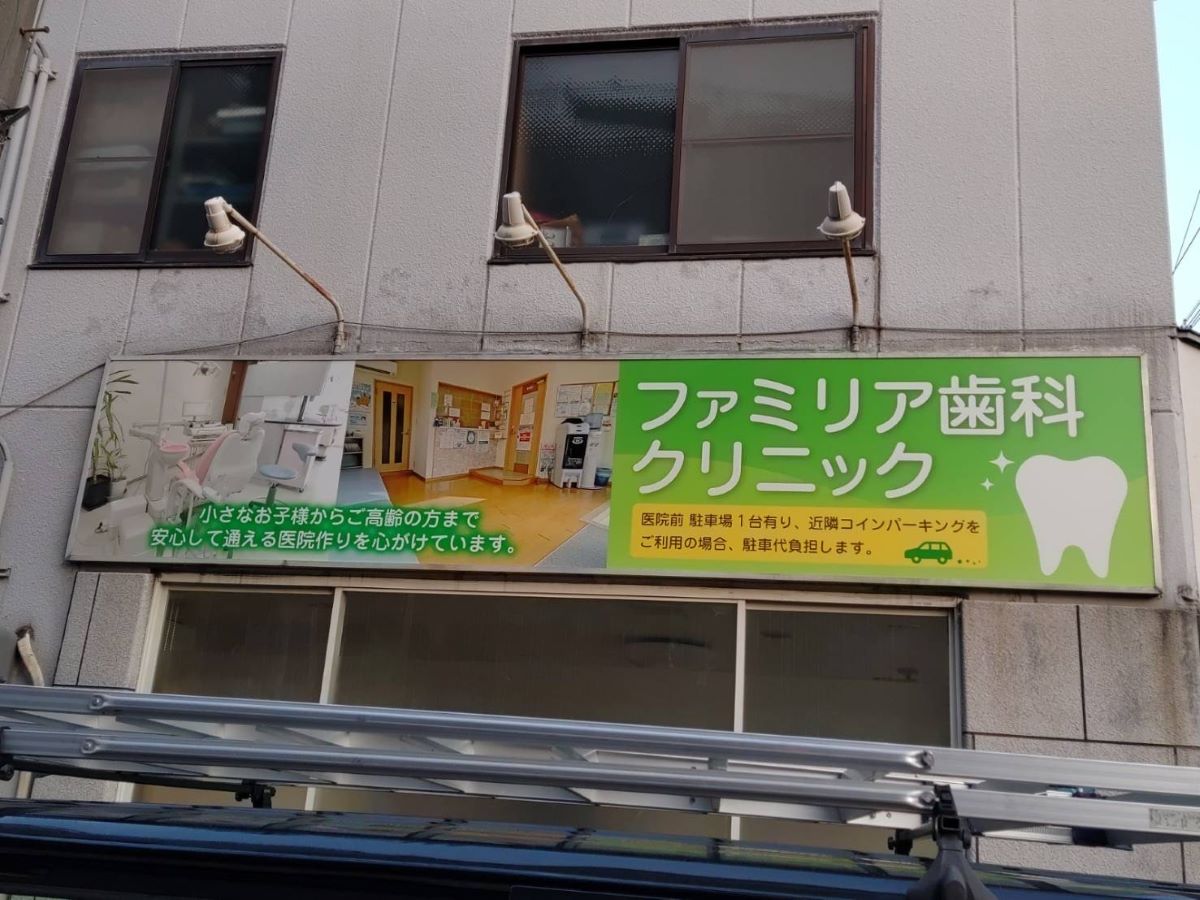 小さなお子様からご高齢の方まで
安心して通える医院作りを心がけています。
ファミリア歯科
クリニック
医院前 駐車場1台有り、近隣コインパーキングを
ご利用の場合、駐車代負担します。